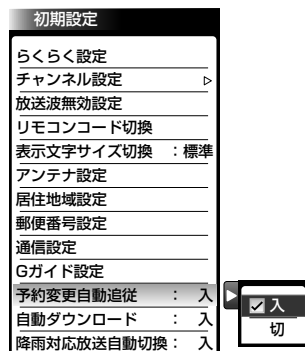 初期設定
らくらく設定
チャンネル設定
放送波無効設定
リモコンコード切換
表示文字サイズ切換 ：標準
アンテナ設定
居住地域設定
郵便番号設定
通信設定
Gガイド設定
予約変更自動追従 ： 入
自動ダウンロード ： 入
降雨対応放送自動切換： 入
入
切